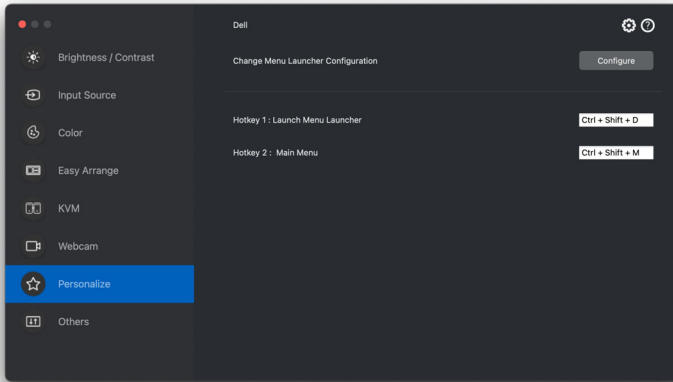 Dell
Brightness / Contrast
Input Source
Color
Easy Arrange
KVM
Webcam
Personalize
Others
Change Menu Launcher Configuration
Configure
Hotkey 1 : Launch Menu Launcher
Ctrl + Shift + D
Hotkey 2 : Main Menu
Ctrl + Shift + M